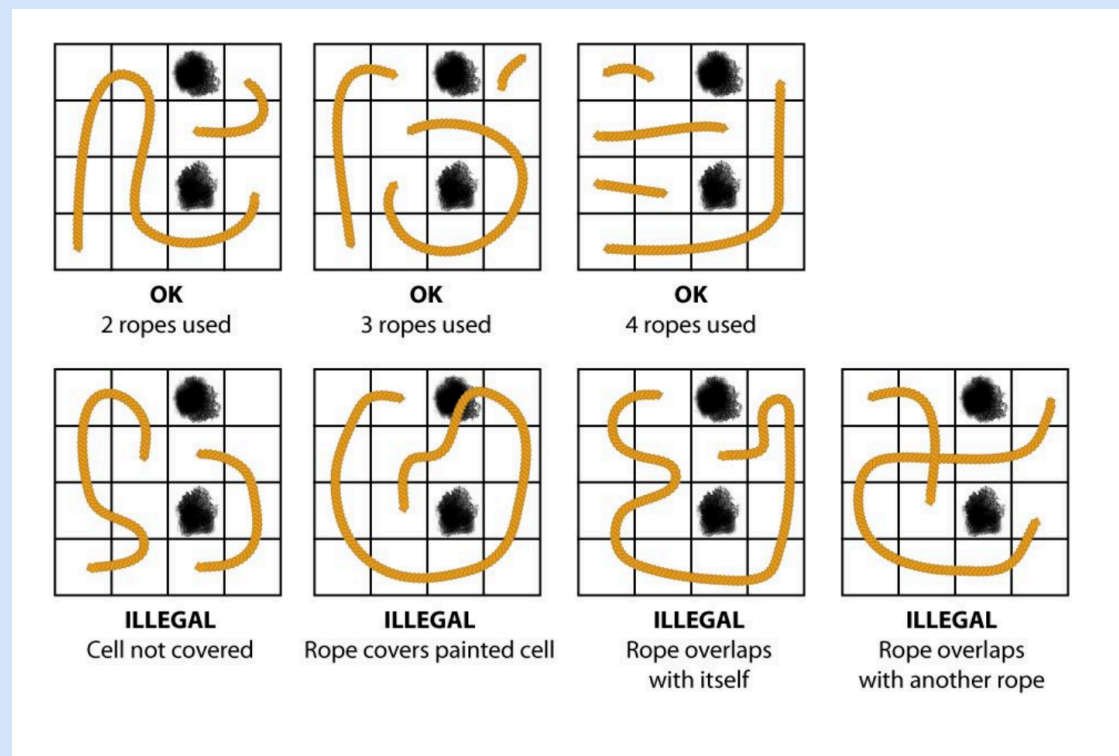 OK
2 ropes used
OK
3 ropes used
OK
4 ropes used
ILLEGAL
Cell not covered
ILLEGAL
Rope covers painted cell
ILLEGAL
Rope overlaps
with itself
ILLEGAL
Rope overlaps
with another rope